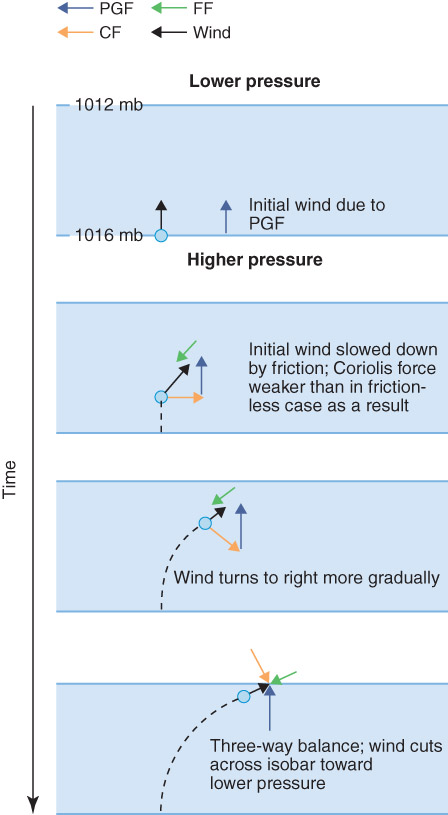 PGF
FF
CF
Wind
Lower pressure
1012 mb
Initial wind due to
PGF
1016 mb
Higher pressure
Initial wind slowed down
by friction; Coriolis force
weaker than in friction-
less case as a result
Time
Wind turns to right more gradually
Three-way balance; wind cuts
across isobar toward
lower pressure